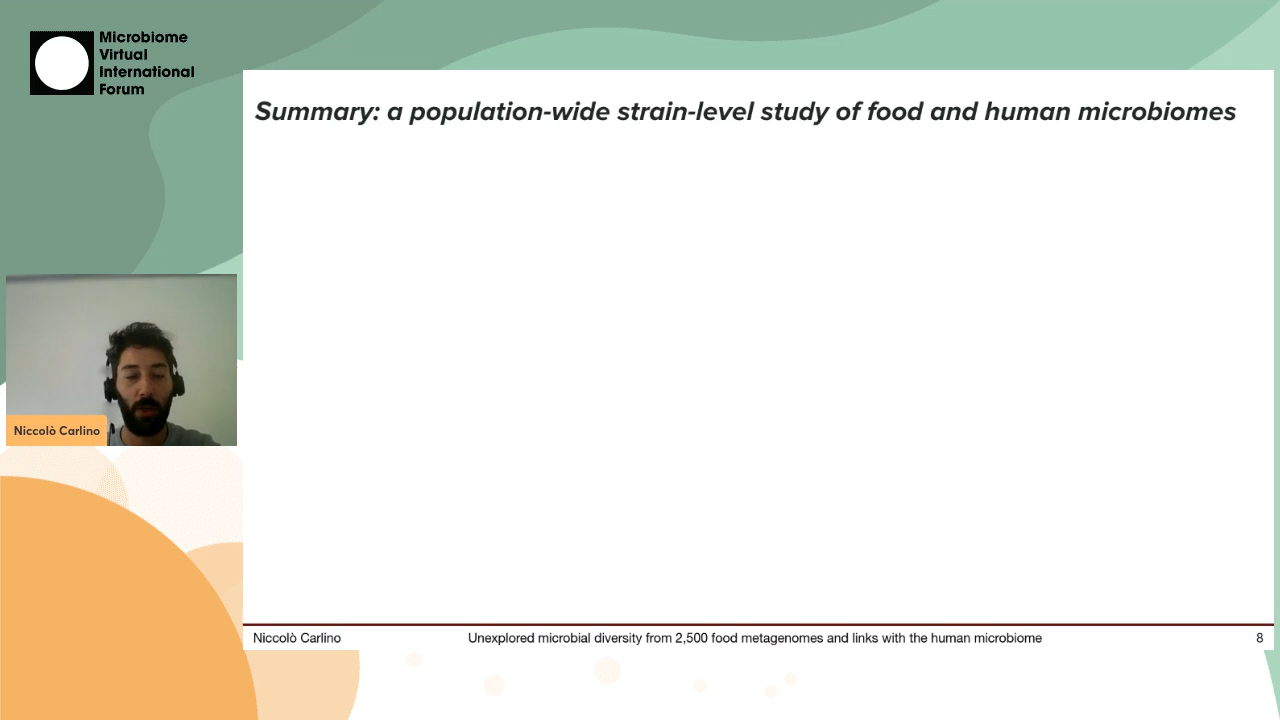 Microbiome
Virtual
International
Forum
Summary: a population-wide strain-level study of food and human microbiomes
Niccolò Carlino
Niccolò Carlino
Unexplored microbial diversity from 2,500 food metagenomes and links with the human microbiome
8